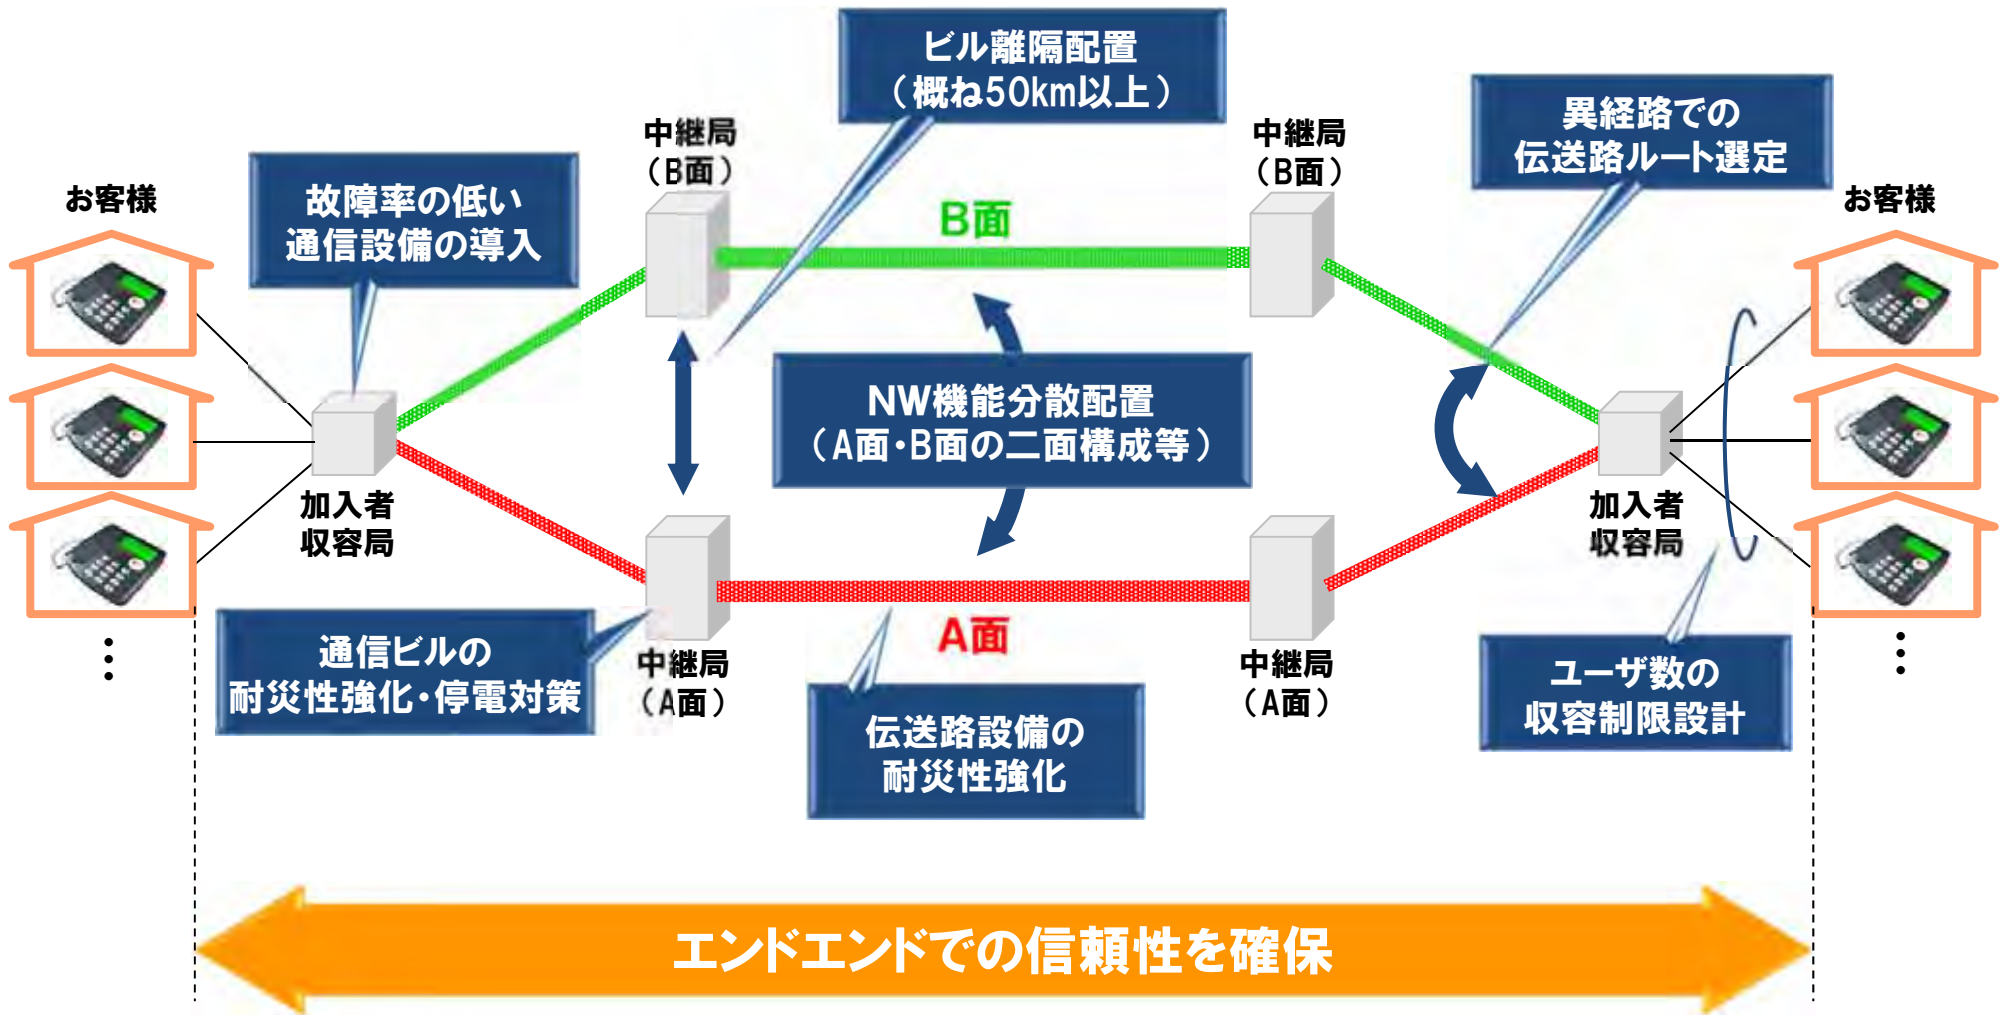 ビル離隔配置
（概ね50km以上）
異経路での
伝送路ルート選定
中継局
（B面）
中継局
（B面）
お客様
故障率の低い
通信設備の導入
B面
お客様
NW機能分散配置
（A面・B面の二面構成等）
加入者
収容局
加入者
収容局
通信ビルの
耐災性強化・停電対策
中継局
（A面）
A面
伝送路設備の
耐災性強化
中継局
（A面）
ユーザ数の
収容制限設計
エンドエンドでの信頼性を確保